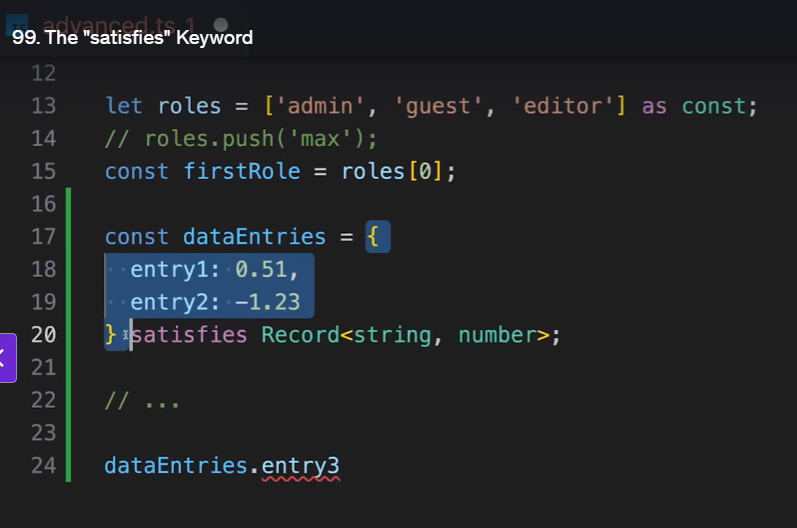 TS advanced.ts 1
99. The "satisfies" Keyword
12
13 let roles = ['admin', 'guest', 'editor'] as const;
14 // roles.push('max');
15 const firstRole = roles[0];
16
17 const dataEntries = {
18 entry1: 0.51,
19 entry2: -1.23
20 } satisfies Record<string, number>;
21
22 // ...
23
24 dataEntries.entry3